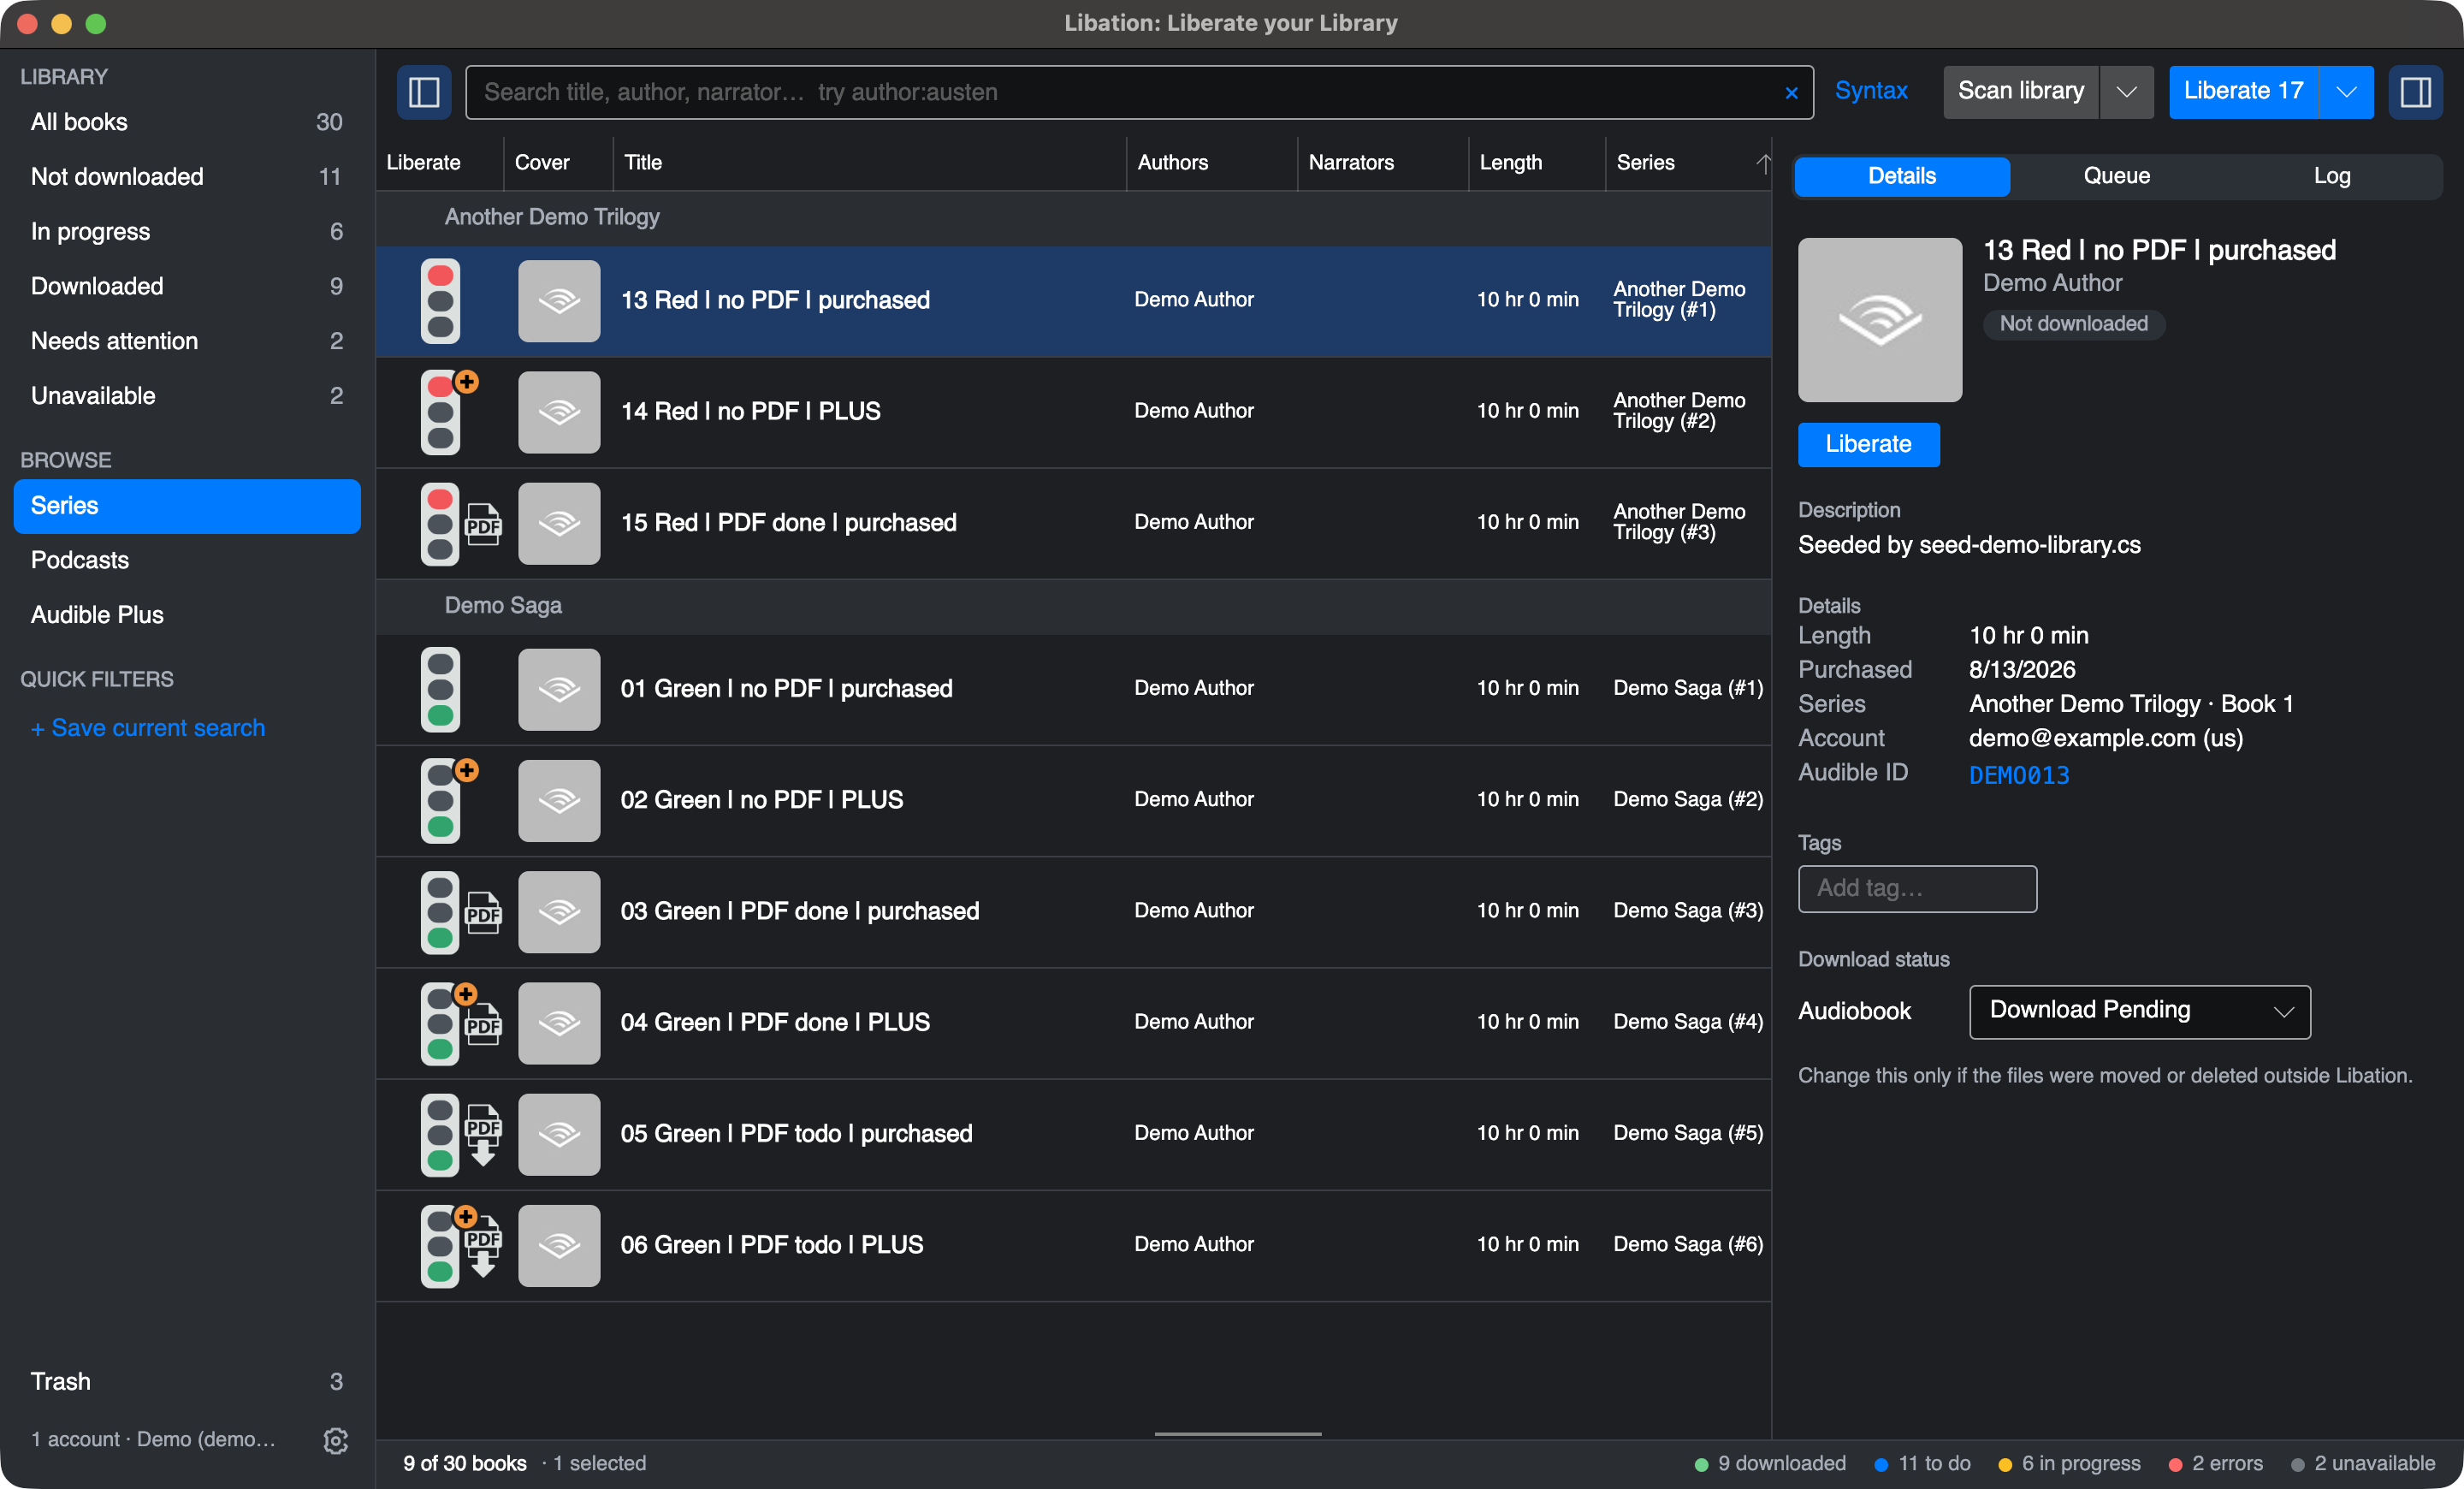 Libation: Liberate your Library
LIBRARY
All books 30
Not downloaded 11
In progress 6
Downloaded 9
Needs attention 2
Unavailable 2
BROWSE
Series
Podcasts
Audible Plus
QUICK FILTERS
+ Save current search
Trash 3
1 account · Demo (demo...
Search title, author, narrator... try author:austen
×
Syntax
Scan library
Liberate 17
Liberate Cover Title Authors Narrators Length Series
Another Demo Trilogy
13 Red | no PDF | purchased Demo Author 10 hr 0 min Another Demo
Trilogy (#1)
14 Red | no PDF | PLUS Demo Author 10 hr 0 min Another Demo
Trilogy (#2)
PDF 15 Red | PDF done | purchased Demo Author 10 hr 0 min Another Demo
Trilogy (#3)
Demo Saga
01 Green | no PDF | purchased Demo Author 10 hr 0 min Demo Saga (#1)
02 Green | no PDF | PLUS Demo Author 10 hr 0 min Demo Saga (#2)
PDF 03 Green | PDF done | purchased Demo Author 10 hr 0 min Demo Saga (#3)
PDF 04 Green | PDF done | PLUS Demo Author 10 hr 0 min Demo Saga (#4)
PDF 05 Green | PDF todo | purchased Demo Author 10 hr 0 min Demo Saga (#5)
PDF 06 Green | PDF todo | PLUS Demo Author 10 hr 0 min Demo Saga (#6)
9 of 30 books · 1 selected
Details Queue Log
13 Red | no PDF | purchased
Demo Author
Not downloaded
Liberate
Description
Seeded by seed-demo-library.cs
Details
Length 10 hr 0 min
Purchased 8/13/2026
Series Another Demo Trilogy · Book 1
Account demo@example.com (us)
Audible ID DEMO013
Tags
Add tag...
Download status
Audiobook Download Pending
Change this only if the files were moved or deleted outside Libation.
9 downloaded 11 to do 6 in progress 2 errors 2 unavailable